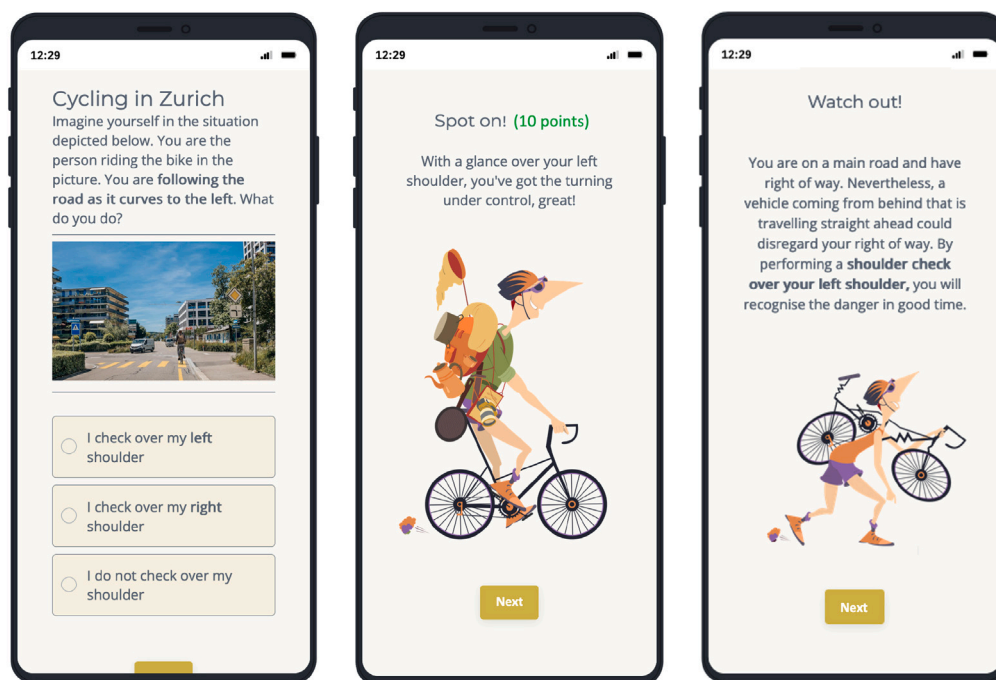 12:29
Cycling in Zurich
Imagine yourself in the situation
depicted below. You are the
person riding the bike in the
picture. You are following the
road as it curves to the left. What
do you do?
I check over my left
shoulder
I check over my right
shoulder
I do not check over my
shoulder
12:29
Spot on! (10 points)
With a glance over your left
shoulder, you've got the turning
under control, great!
Next
12:29
Watch out!
You are on a main road and have
right of way. Nevertheless, a
vehicle coming from behind that is
travelling straight ahead could
disregard your right of way. By
performing a shoulder check
over your left shoulder, you will
recognise the danger in good time.
Next